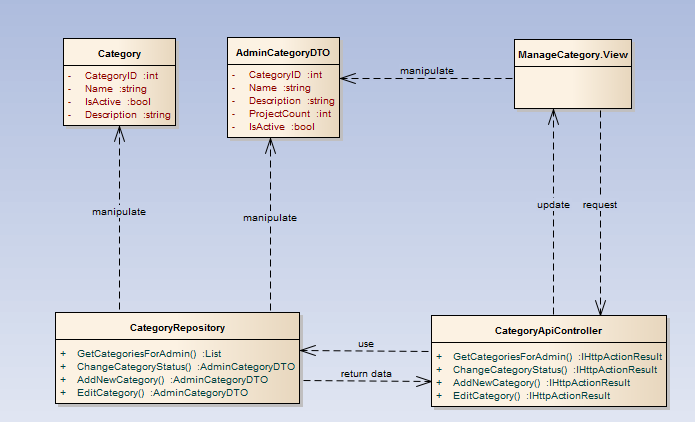 Category
- CategoryID :int
- Name :string
- IsActive :bool
- Description :string
AdminCategoryDTO
- CategoryID :int
- Name :string
- Description :string
- ProjectCount :int
- IsActive :bool
ManageCategory.View
manipulate
manipulate
manipulate
update
request
CategoryRepository
+ GetCategoriesForAdmin() :List
+ ChangeCategoryStatus() :AdminCategoryDTO
+ AddNewCategory() :AdminCategoryDTO
+ EditCategory() :AdminCategoryDTO
use
return data
CategoryApiController
+ GetCategoriesForAdmin() :IHttpActionResult
+ ChangeCategoryStatus() :IHttpActionResult
+ AddNewCategory() :IHttpActionResult
+ EditCategory() :IHttpActionResult